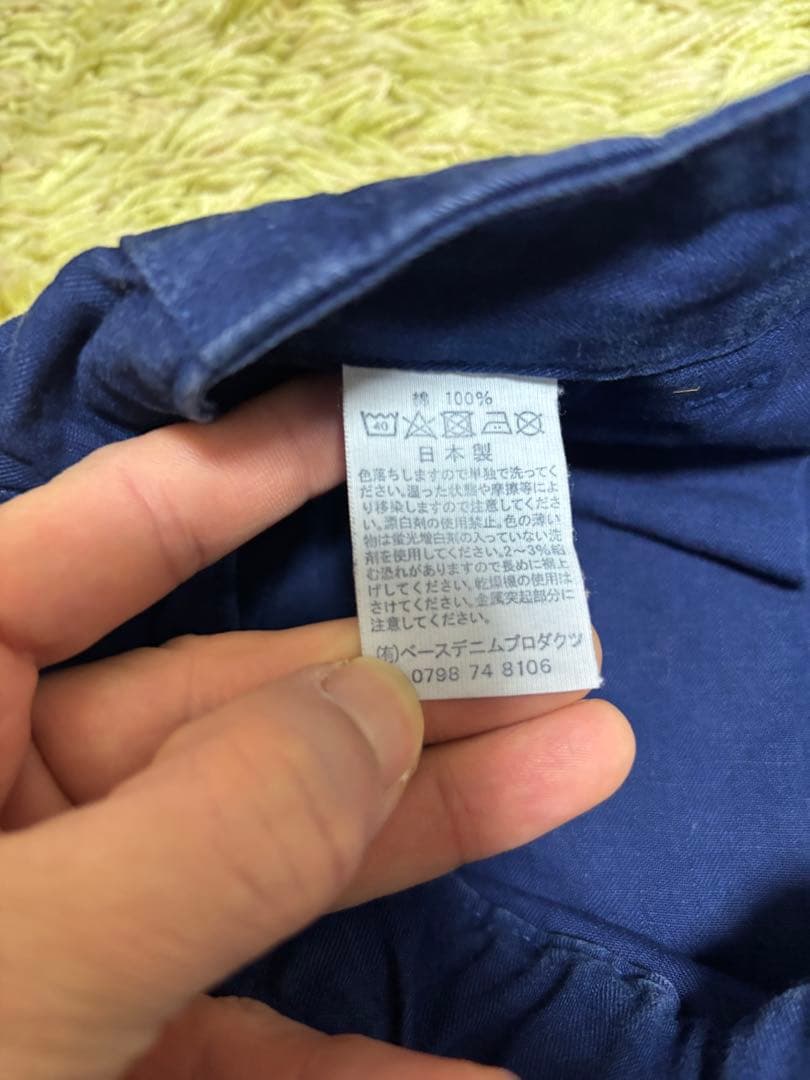 綿 100%
40
日本製
色落ちしますので単独で洗ってく
ださい。湿った状態や摩擦等によ
り移染しますので注意してくださ
い。漂白剤の使用禁止。色の薄い
物は蛍光増白剤の入っていない洗
剤を使用してください。2〜3%縮
む恐れがありますので長めに裾上
げしてください。乾燥機の使用は
さけてください。金属突起部分に
注意してください。
(有)ベースデニムプロダクツ
0798 74 8106